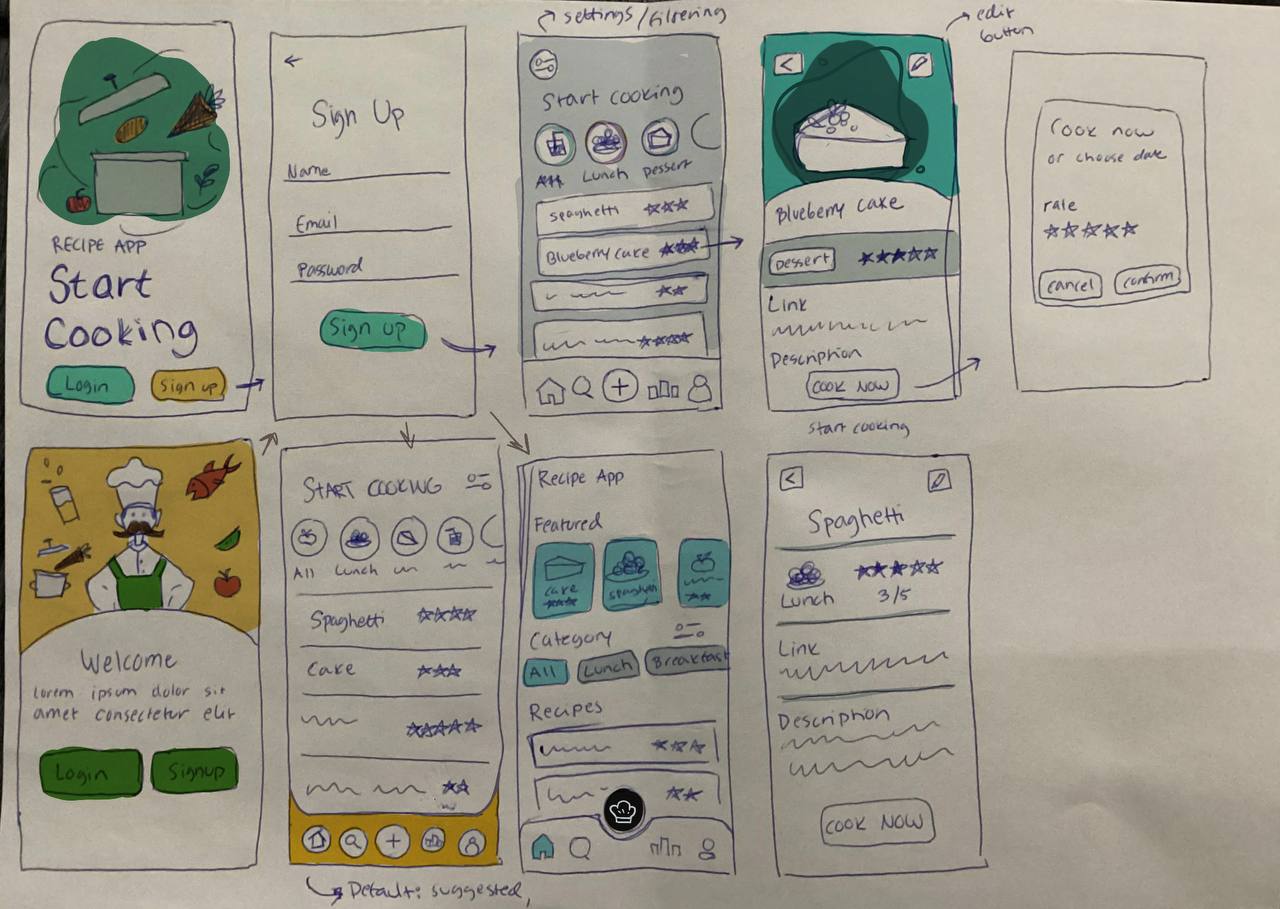 RECIPE APP
Start
Cooking
Login
Sign up
Sign Up
Name
Email
Password
Sign up
settings/filtering
Start cooking
All
Lunch
Dessert
spaghetti
Blueberry cake
edit
button
Blueberry Cake
Dessert
Link
Description
COOK NOW
start cooking
Cook now
or choose date
rate
cancel
confirm
Welcome
Lorem ipsum dolor sit
amet consectetur elit
Login
Signup
START COOKING
All
Lunch
Spaghetti
Cake
Default: suggested,
Recipe App
Featured
cake
spaghetti
Category
All
Lunch
Breakfast
Recipes
Spaghetti
Lunch
3/5
Link
Description
COOK NOW